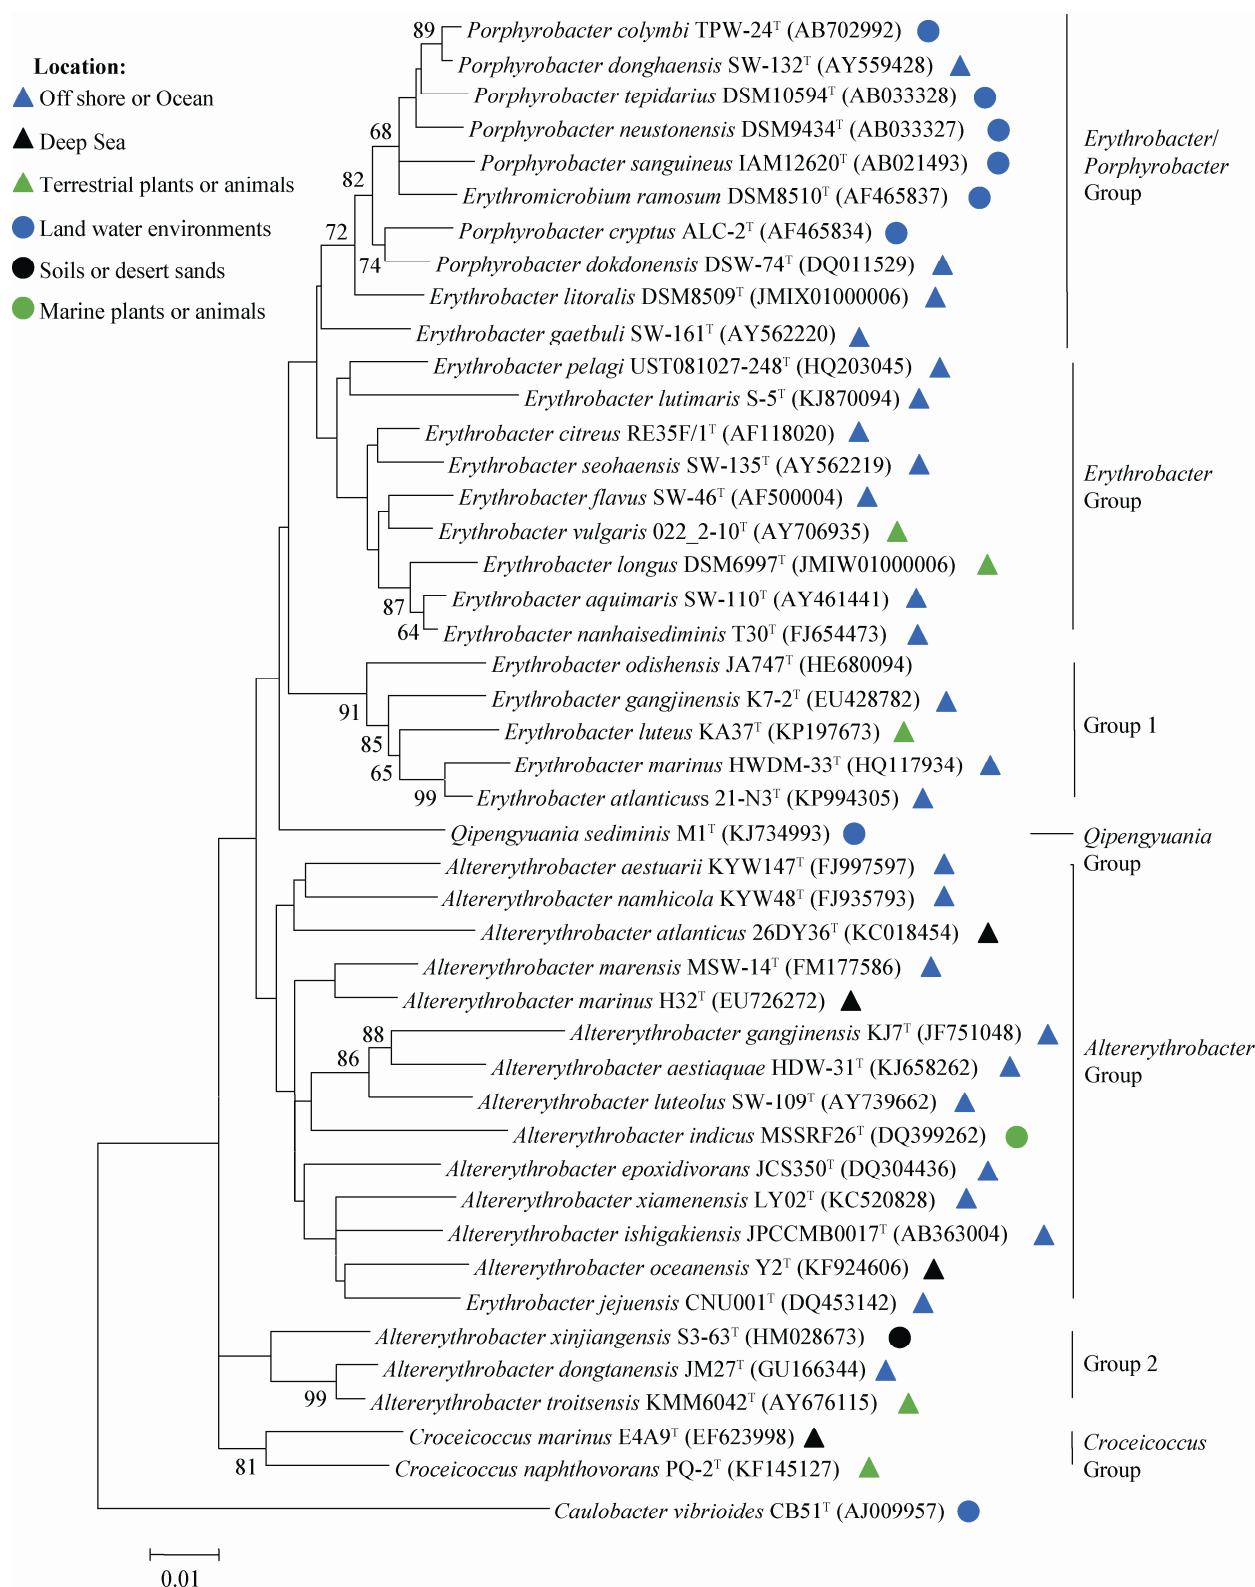 Location:
Off shore or Ocean
Deep Sea
Terrestrial plants or animals
Land water environments
Soils or desert sands
Marine plants or animals
89
68
82
72
74
87
64
91
85
65
99
88
86
99
81
Porphyrobacter colymbi TPW-24ᵀ (AB702992)
Porphyrobacter donghaensis SW-132ᵀ (AY559428)
Porphyrobacter tepidarius DSM10594ᵀ (AB033328)
Porphyrobacter neustonensis DSM9434ᵀ (AB033327)
Porphyrobacter sanguineus IAM12620ᵀ (AB021493)
Erythromicrobium ramosum DSM8510ᵀ (AF465837)
Porphyrobacter cryptus ALC-2ᵀ (AF465834)
Porphyrobacter dokdonensis DSW-74ᵀ (DQ011529)
Erythrobacter litoralis DSM8509ᵀ (JMIX01000006)
Erythrobacter gaetbuli SW-161ᵀ (AY562220)
Erythrobacter pelagi UST081027-248ᵀ (HQ203045)
Erythrobacter lutimaris S-5ᵀ (KJ870094)
Erythrobacter citreus RE35F/1ᵀ (AF118020)
Erythrobacter seohaensis SW-135ᵀ (AY562219)
Erythrobacter flavus SW-46ᵀ (AF500004)
Erythrobacter vulgaris 022_2-10ᵀ (AY706935)
Erythrobacter longus DSM6997ᵀ (JMIW01000006)
Erythrobacter aquimaris SW-110ᵀ (AY461441)
Erythrobacter nanhaisediminis T30ᵀ (FJ654473)
Erythrobacter odishensis JA747ᵀ (HE680094)
Erythrobacter gangjinensis K7-2ᵀ (EU428782)
Erythrobacter luteus KA37ᵀ (KP197673)
Erythrobacter marinus HWDM-33ᵀ (HQ117934)
Erythrobacter atlanticuss 21-N3ᵀ (KP994305)
Qipengyuania sediminis M1ᵀ (KJ734993)
Altererythrobacter aestuarii KYW147ᵀ (FJ997597)
Altererythrobacter namhicola KYW48ᵀ (FJ935793)
Altererythrobacter atlanticus 26DY36ᵀ (KC018454)
Altererythrobacter marensis MSW-14ᵀ (FM177586)
Altererythrobacter marinus H32ᵀ (EU726272)
Altererythrobacter gangjinensis KJ7ᵀ (JF751048)
Altererythrobacter aestiaquae HDW-31ᵀ (KJ658262)
Altererythrobacter luteolus SW-109ᵀ (AY739662)
Altererythrobacter indicus MSSRF26ᵀ (DQ399262)
Altererythrobacter epoxidivorans JCS350ᵀ (DQ304436)
Altererythrobacter xiamenensis LY02ᵀ (KC520828)
Altererythrobacter ishigakiensis JPCCMB0017ᵀ (AB363004)
Altererythrobacter oceanensis Y2ᵀ (KF924606)
Erythrobacter jejuensis CNU001ᵀ (DQ453142)
Altererythrobacter xinjiangensis S3-63ᵀ (HM028673)
Altererythrobacter dongtanensis JM27ᵀ (GU166344)
Altererythrobacter troitsensis KMM6042ᵀ (AY676115)
Croceicoccus marinus E4A9ᵀ (EF623998)
Croceicoccus naphthovorans PQ-2ᵀ (KF145127)
Caulobacter vibrioides CB51ᵀ (AJ009957)
Erythrobacter/
Porphyrobacter
Group
Erythrobacter
Group
Group 1
Qipengyuania
Group
Altererythrobacter
Group
Group 2
Croceicoccus
Group
0.01